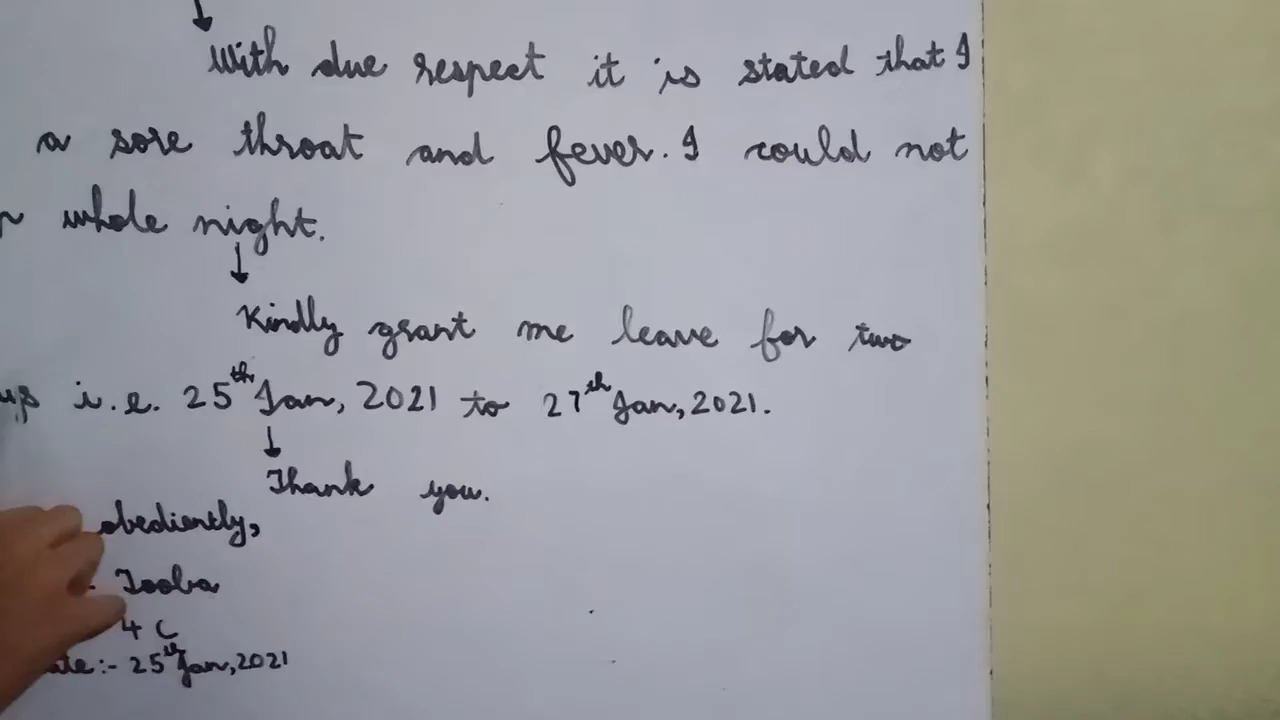 With due respect it is stated that I
a sore throat and fever. I could not
whole night.
Kindly grant me leave for two
i.e. 25th Jan, 2021 to 27th Jan, 2021.
Thank you.
obediently,
Tooba
4 C
25th Jan, 2021